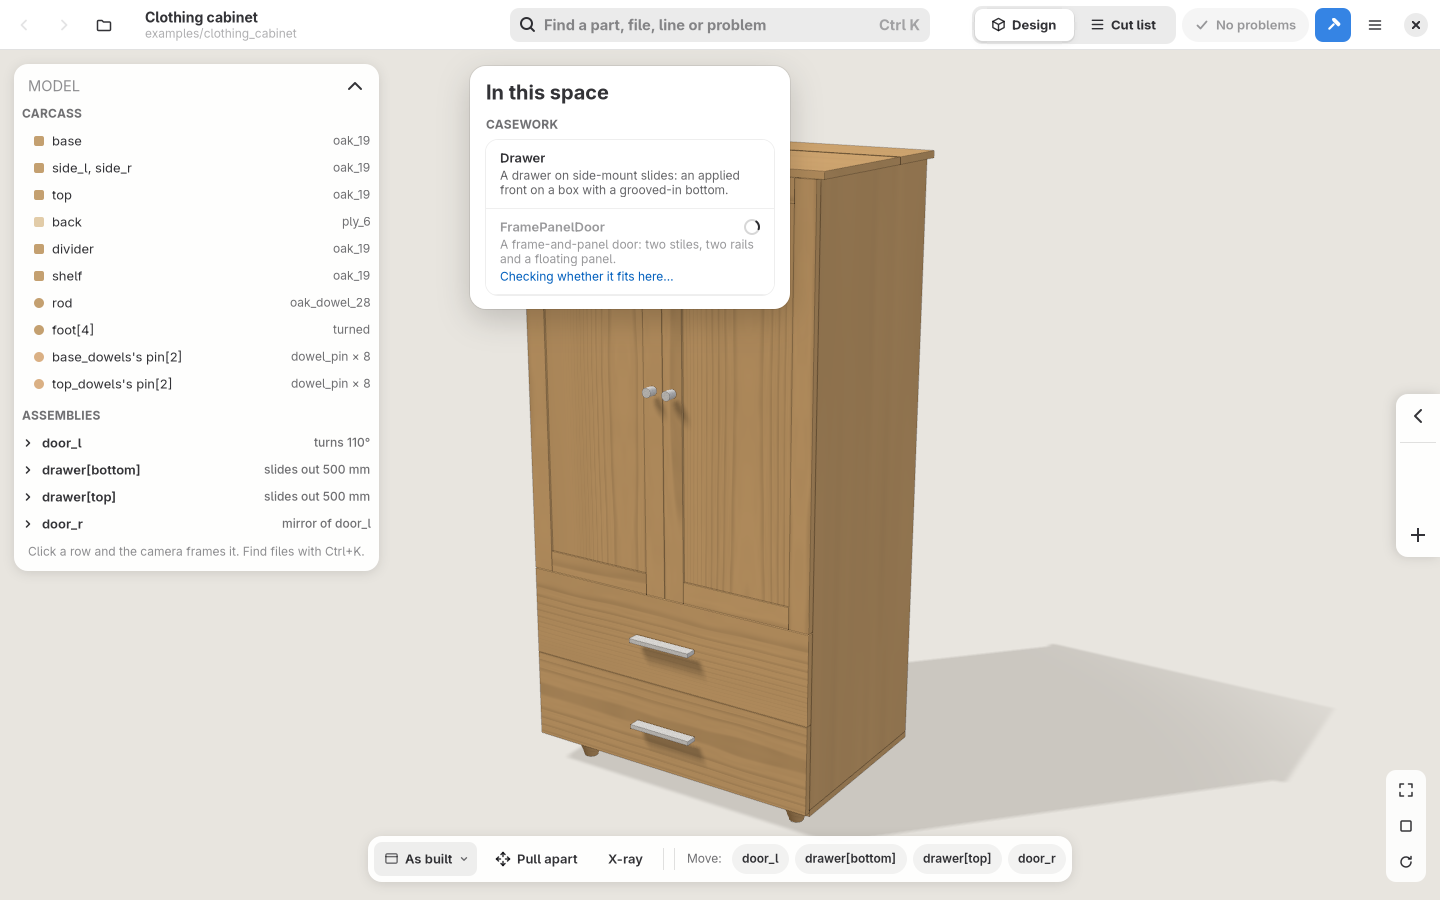 Clothing cabinet
examples/clothing_cabinet
Find a part, file, line or problem
Ctrl K
Design
Cut list
No problems
MODEL
CARCASS
base oak_19
side_l, side_r oak_19
top oak_19
back ply_6
divider oak_19
shelf oak_19
rod oak_dowel_28
foot[4] turned
base_dowels's pin[2] dowel_pin × 8
top_dowels's pin[2] dowel_pin × 8
ASSEMBLIES
door_l turns 110°
drawer[bottom] slides out 500 mm
drawer[top] slides out 500 mm
door_r mirror of door_l
Click a row and the camera frames it. Find files with Ctrl+K.
In this space
CASEWORK
Drawer
A drawer on side-mount slides: an applied
front on a box with a grooved-in bottom.
FramePanelDoor
A frame-and-panel door: two stiles, two rails
and a floating panel.
Checking whether it fits here...
As built
Pull apart
X-ray
Move:
door_l
drawer[bottom]
drawer[top]
door_r